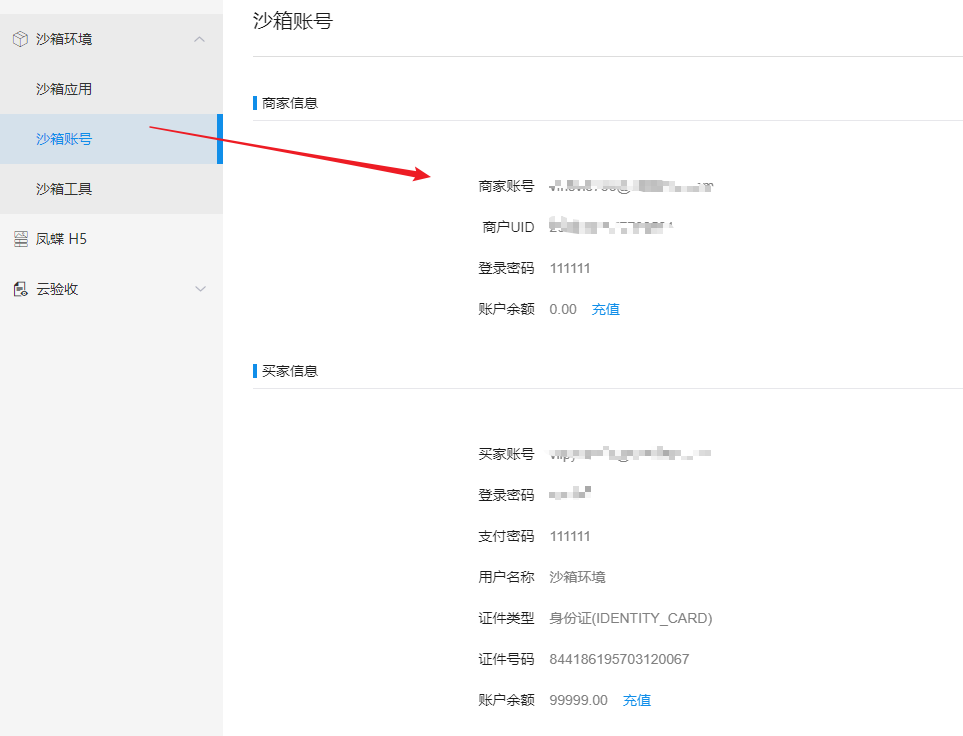 沙箱环境
沙箱应用
沙箱账号
沙箱工具
凤蝶 H5
云验收
沙箱账号
商家信息
商家账号
商户UID
登录密码 111111
账户余额 0.00 充值
买家信息
买家账号
登录密码
支付密码 111111
用户名称 沙箱环境
证件类型 身份证(IDENTITY_CARD)
证件号码 844186195703120067
账户余额 99999.00 充值